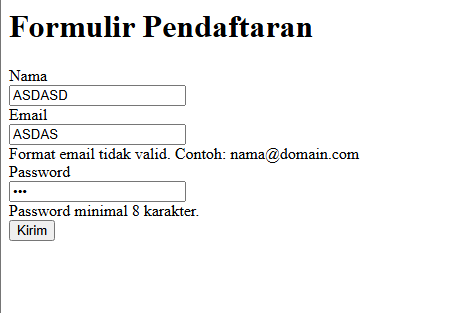 Formulir Pendaftaran
Nama
ASDASD
Email
ASDAS
Format email tidak valid. Contoh: nama@domain.com
Password
•••
Password minimal 8 karakter.
Kirim